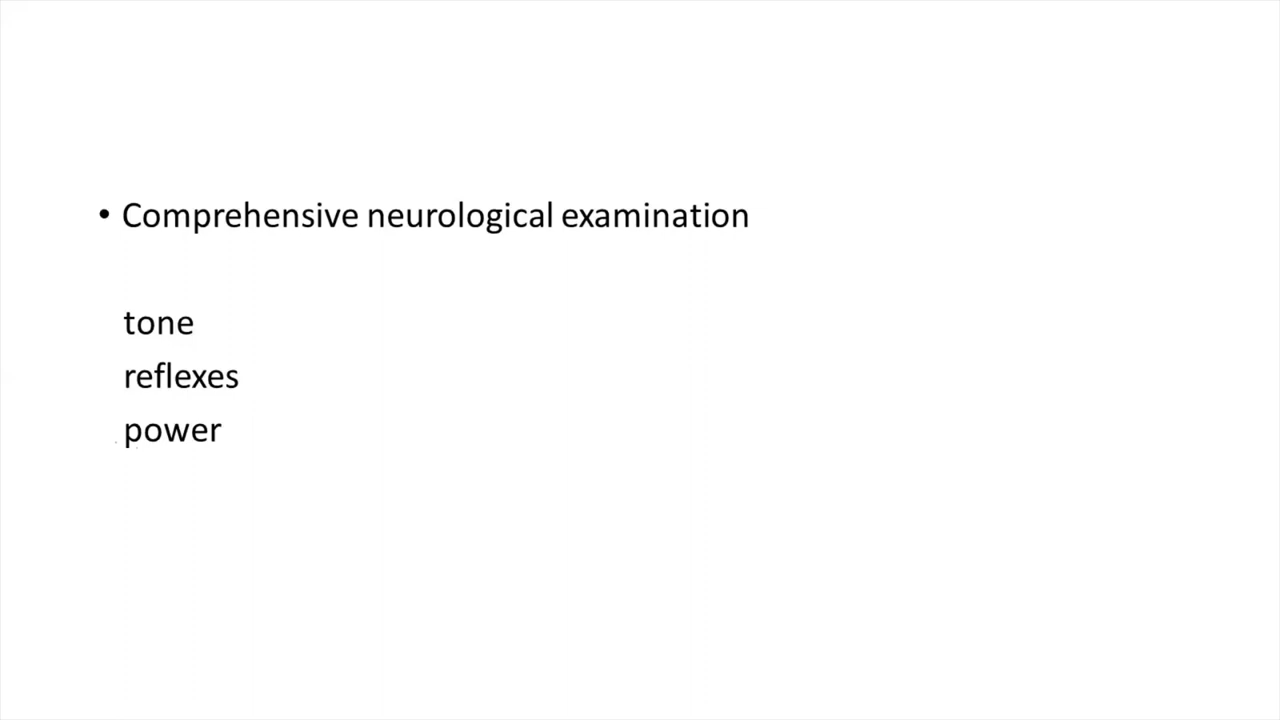 • Comprehensive neurological examination
tone
reflexes
power